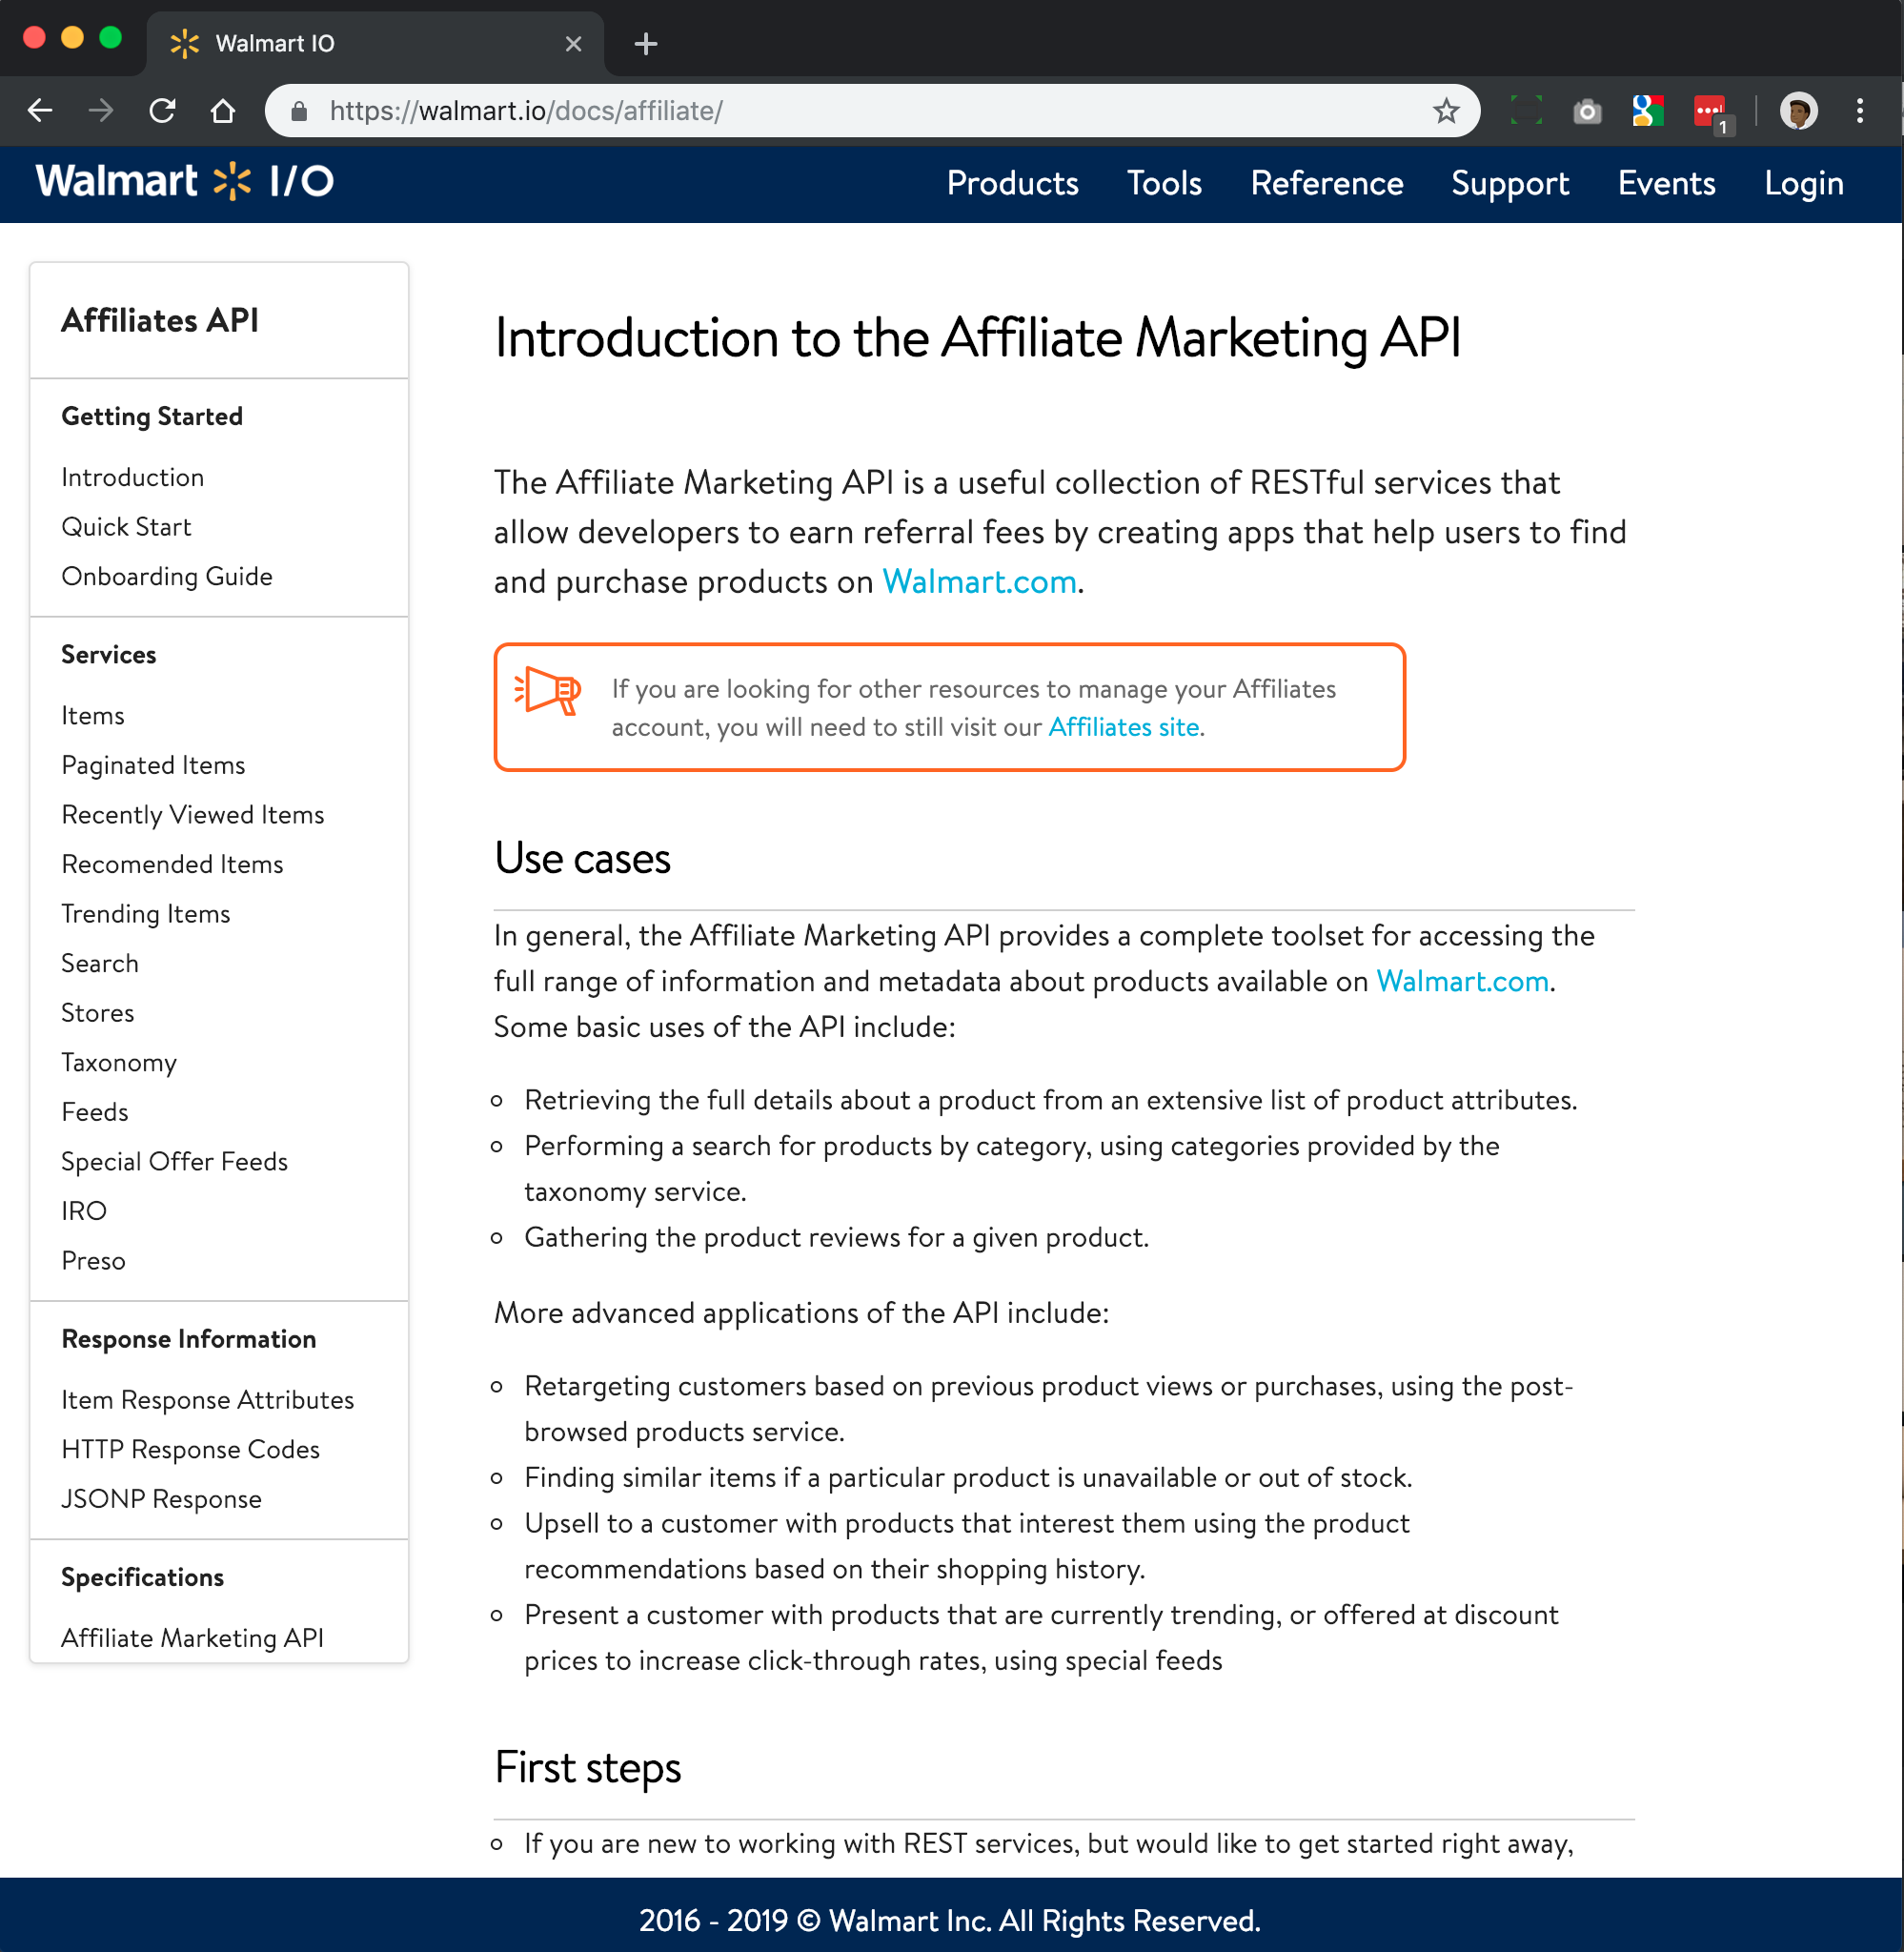 Walmart IO
https://walmart.io/docs/affiliate/
1
Walmart I/O
Products Tools Reference Support Events Login
Affiliates API
Getting Started
Introduction
Quick Start
Onboarding Guide
Services
Items
Paginated Items
Recently Viewed Items
Recomended Items
Trending Items
Search
Stores
Taxonomy
Feeds
Special Offer Feeds
IRO
Preso
Response Information
Item Response Attributes
HTTP Response Codes
JSONP Response
Specifications
Affiliate Marketing API
Introduction to the Affiliate Marketing API
The Affiliate Marketing API is a useful collection of RESTful services that
allow developers to earn referral fees by creating apps that help users to find
and purchase products on Walmart.com.
If you are looking for other resources to manage your Affiliates
account, you will need to still visit our Affiliates site.
Use cases
In general, the Affiliate Marketing API provides a complete toolset for accessing the
full range of information and metadata about products available on Walmart.com.
Some basic uses of the API include:
Retrieving the full details about a product from an extensive list of product attributes.
Performing a search for products by category, using categories provided by the
taxonomy service.
Gathering the product reviews for a given product.
More advanced applications of the API include:
Retargeting customers based on previous product views or purchases, using the post-
browsed products service.
Finding similar items if a particular product is unavailable or out of stock.
Upsell to a customer with products that interest them using the product
recommendations based on their shopping history.
Present a customer with products that are currently trending, or offered at discount
prices to increase click-through rates, using special feeds
First steps
If you are new to working with REST services, but would like to get started right away,
2016 - 2019 © Walmart Inc. All Rights Reserved.